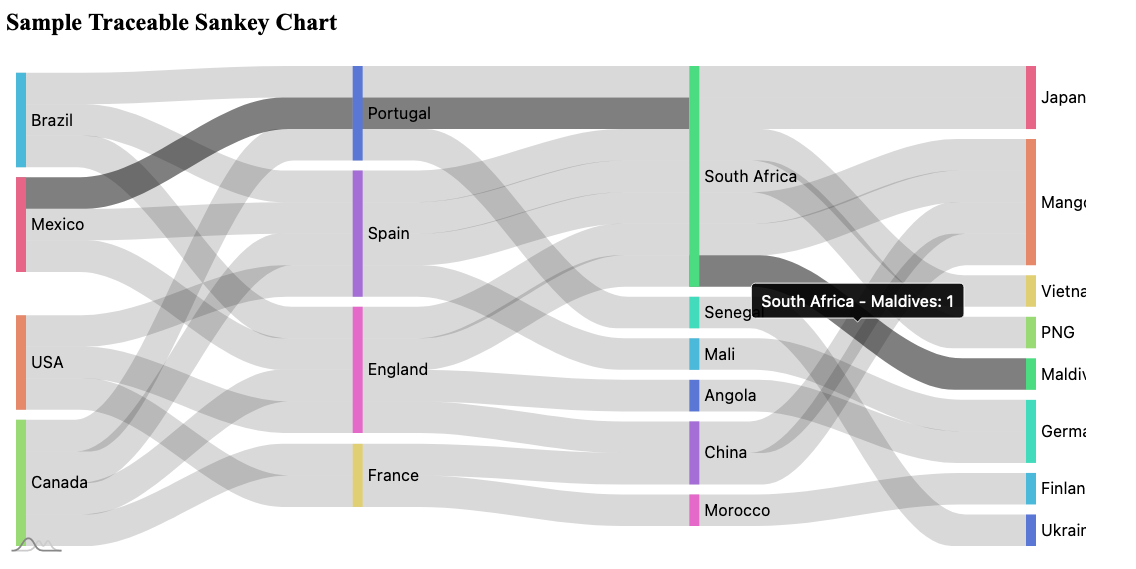 Sample Traceable Sankey Chart
Brazil
Mexico
USA
Canada
Portugal
Spain
England
France
South Africa
Senegal
Mali
Angola
China
Morocco
South Africa - Maldives: 1
Japan
Mango
Vietna
PNG
Maldiv
Germa
Finlan
Ukrair